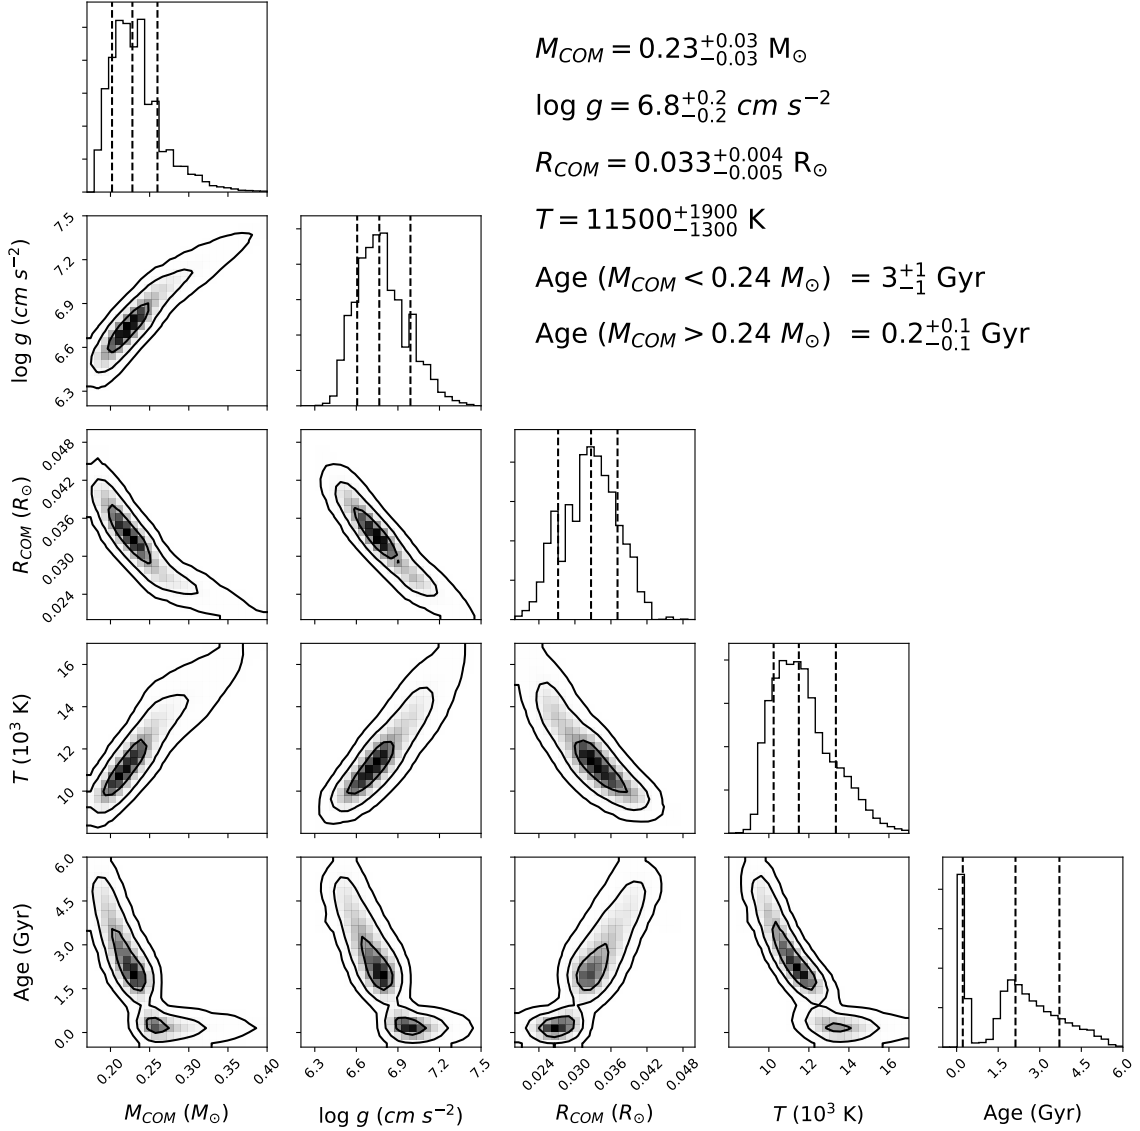 M_COM = 0.23^{+0.03}_{−0.03} M_⊙
log g = 6.8^{+0.2}_{−0.2} cm s^{−2}
R_COM = 0.033^{+0.004}_{−0.005} R_⊙
T = 11500^{+1900}_{−1300} K
Age (M_COM < 0.24 M_⊙) = 3^{+1}_{−1} Gyr
Age (M_COM > 0.24 M_⊙) = 0.2^{+0.1}_{−0.1} Gyr
log g (cm s^{−2})
7.5
7.2
6.9
6.6
6.3
R_COM (R_⊙)
0.048
0.042
0.036
0.030
0.024
T (10^3 K)
16
14
12
10
Age (Gyr)
6.0
4.5
3.0
1.5
0.0
0.20 0.25 0.30 0.35 0.40
6.3 6.6 6.9 7.2 7.5
0.024 0.030 0.036 0.042 0.048
10 12 14 16
0.0 1.5 3.0 4.5 6.0
M_COM (M_⊙)
log g (cm s^{−2})
R_COM (R_⊙)
T (10^3 K)
Age (Gyr)